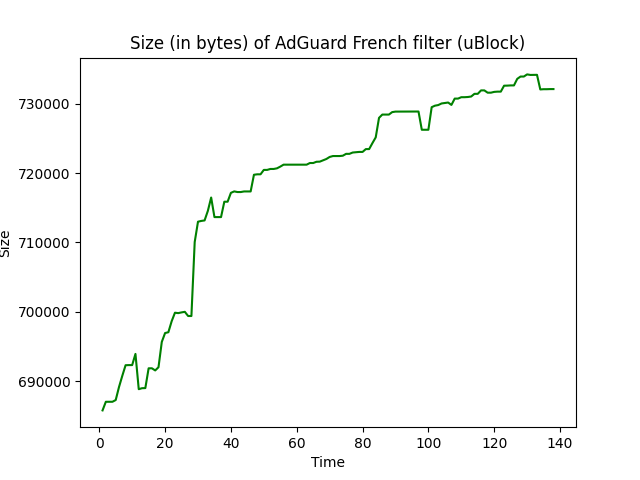 Size (in bytes) of AdGuard French filter (uBlock)
730000
720000
710000
700000
690000
Size
0 20 40 60 80 100 120 140
Time